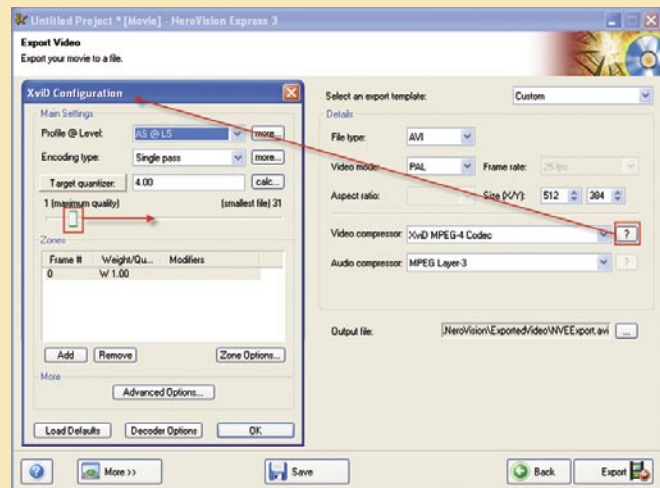 Untitled Project * [Movie] - NeroVision Express 3
Export Video
Export your movie to a file.
XviD Configuration
Main Settings
Profile @ Level: AS @ L5 more...
Encoding type: Single pass more...
Target quantizer: 4.00 calc...
1 (maximum quality) (smallest file) 31
Zones
Frame # Weight/Qu... Modifiers
0 W 1.00
Add Remove Zone Options...
More
Advanced Options...
Load Defaults Decoder Options OK
Select an export template: Custom
Details
File type: AVI
Video mode: PAL Frame rate: 25 fps
Aspect ratio: Size (X/Y): 512 384
Video compressor: XviD MPEG-4 Codec ?
Audio compressor: MPEG Layer-3 ?
Output file: .NeroVision\ExportedVideo\NVEExport.avi ...
? More >> Save Back Export